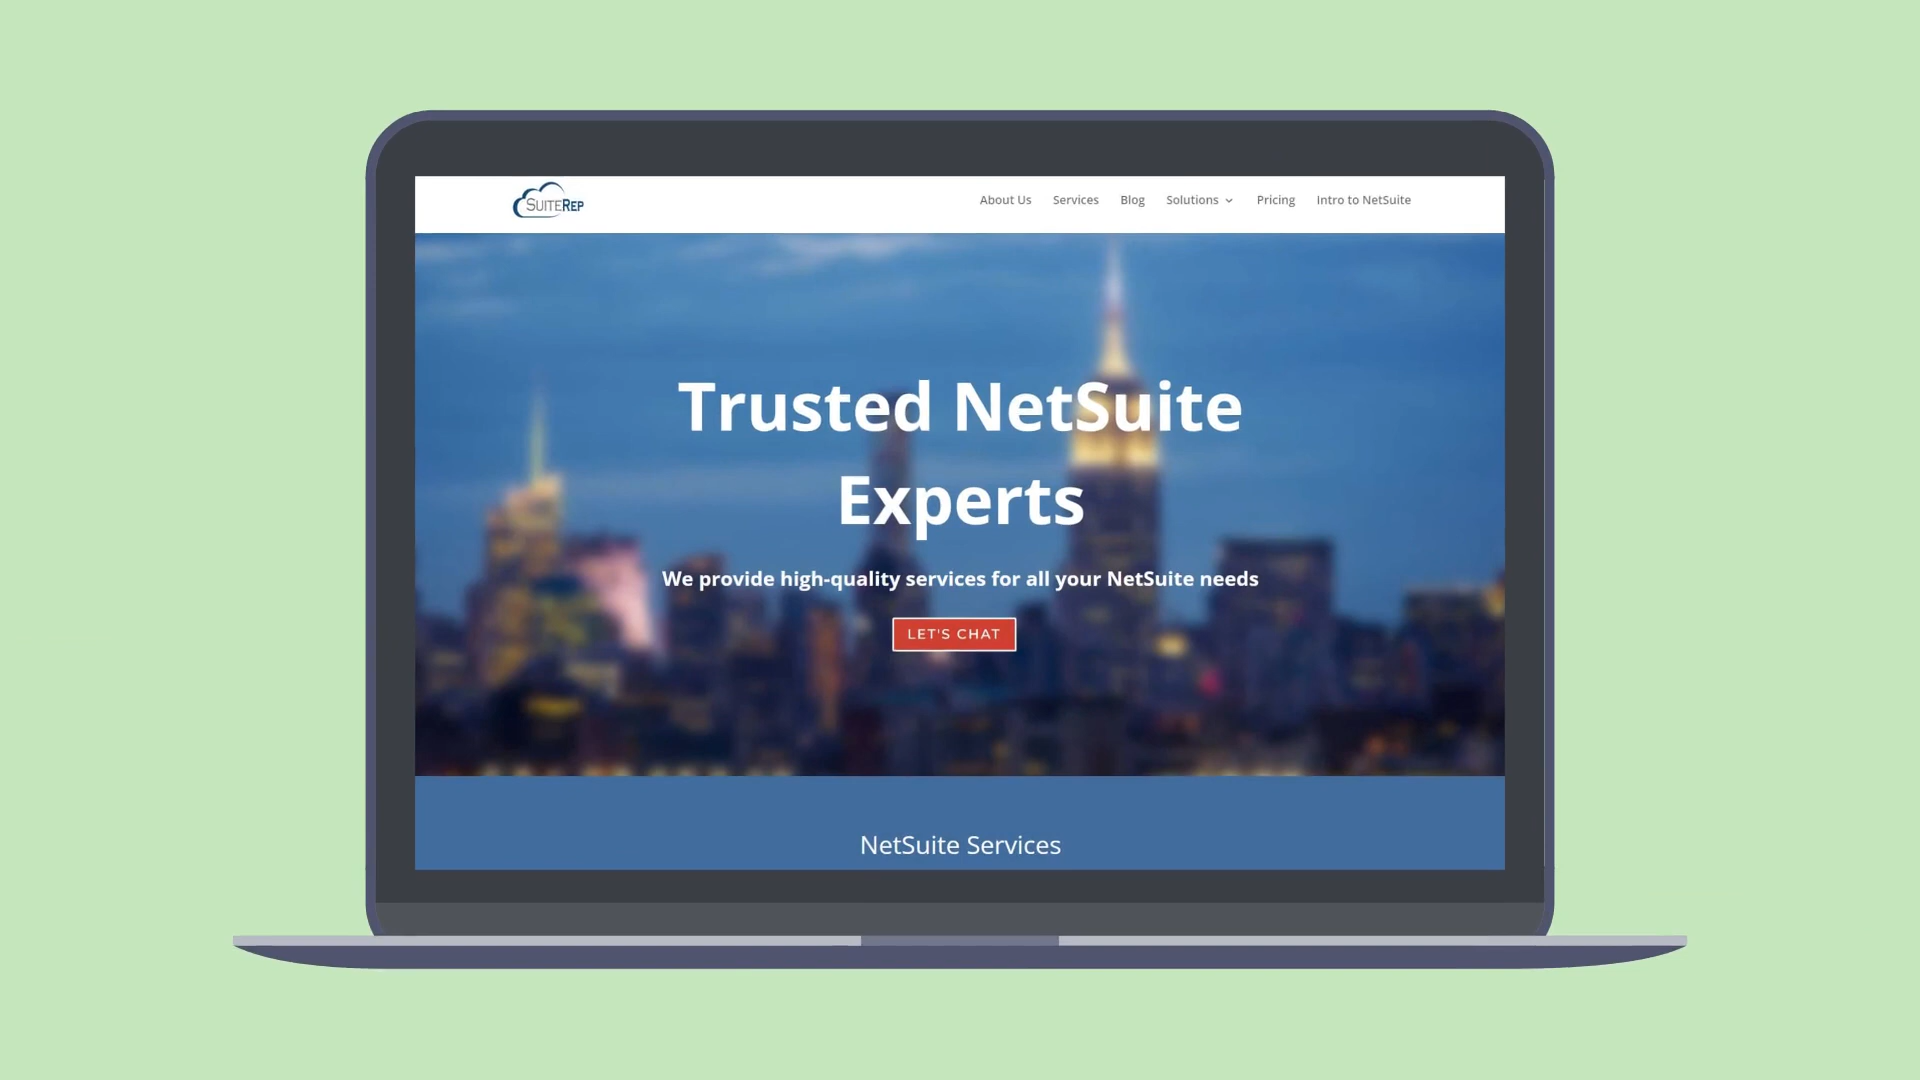 SUITEREP
About Us Services Blog Solutions Pricing Intro to NetSuite
Trusted NetSuite
Experts
We provide high-quality services for all your NetSuite needs
LET'S CHAT
NetSuite Services